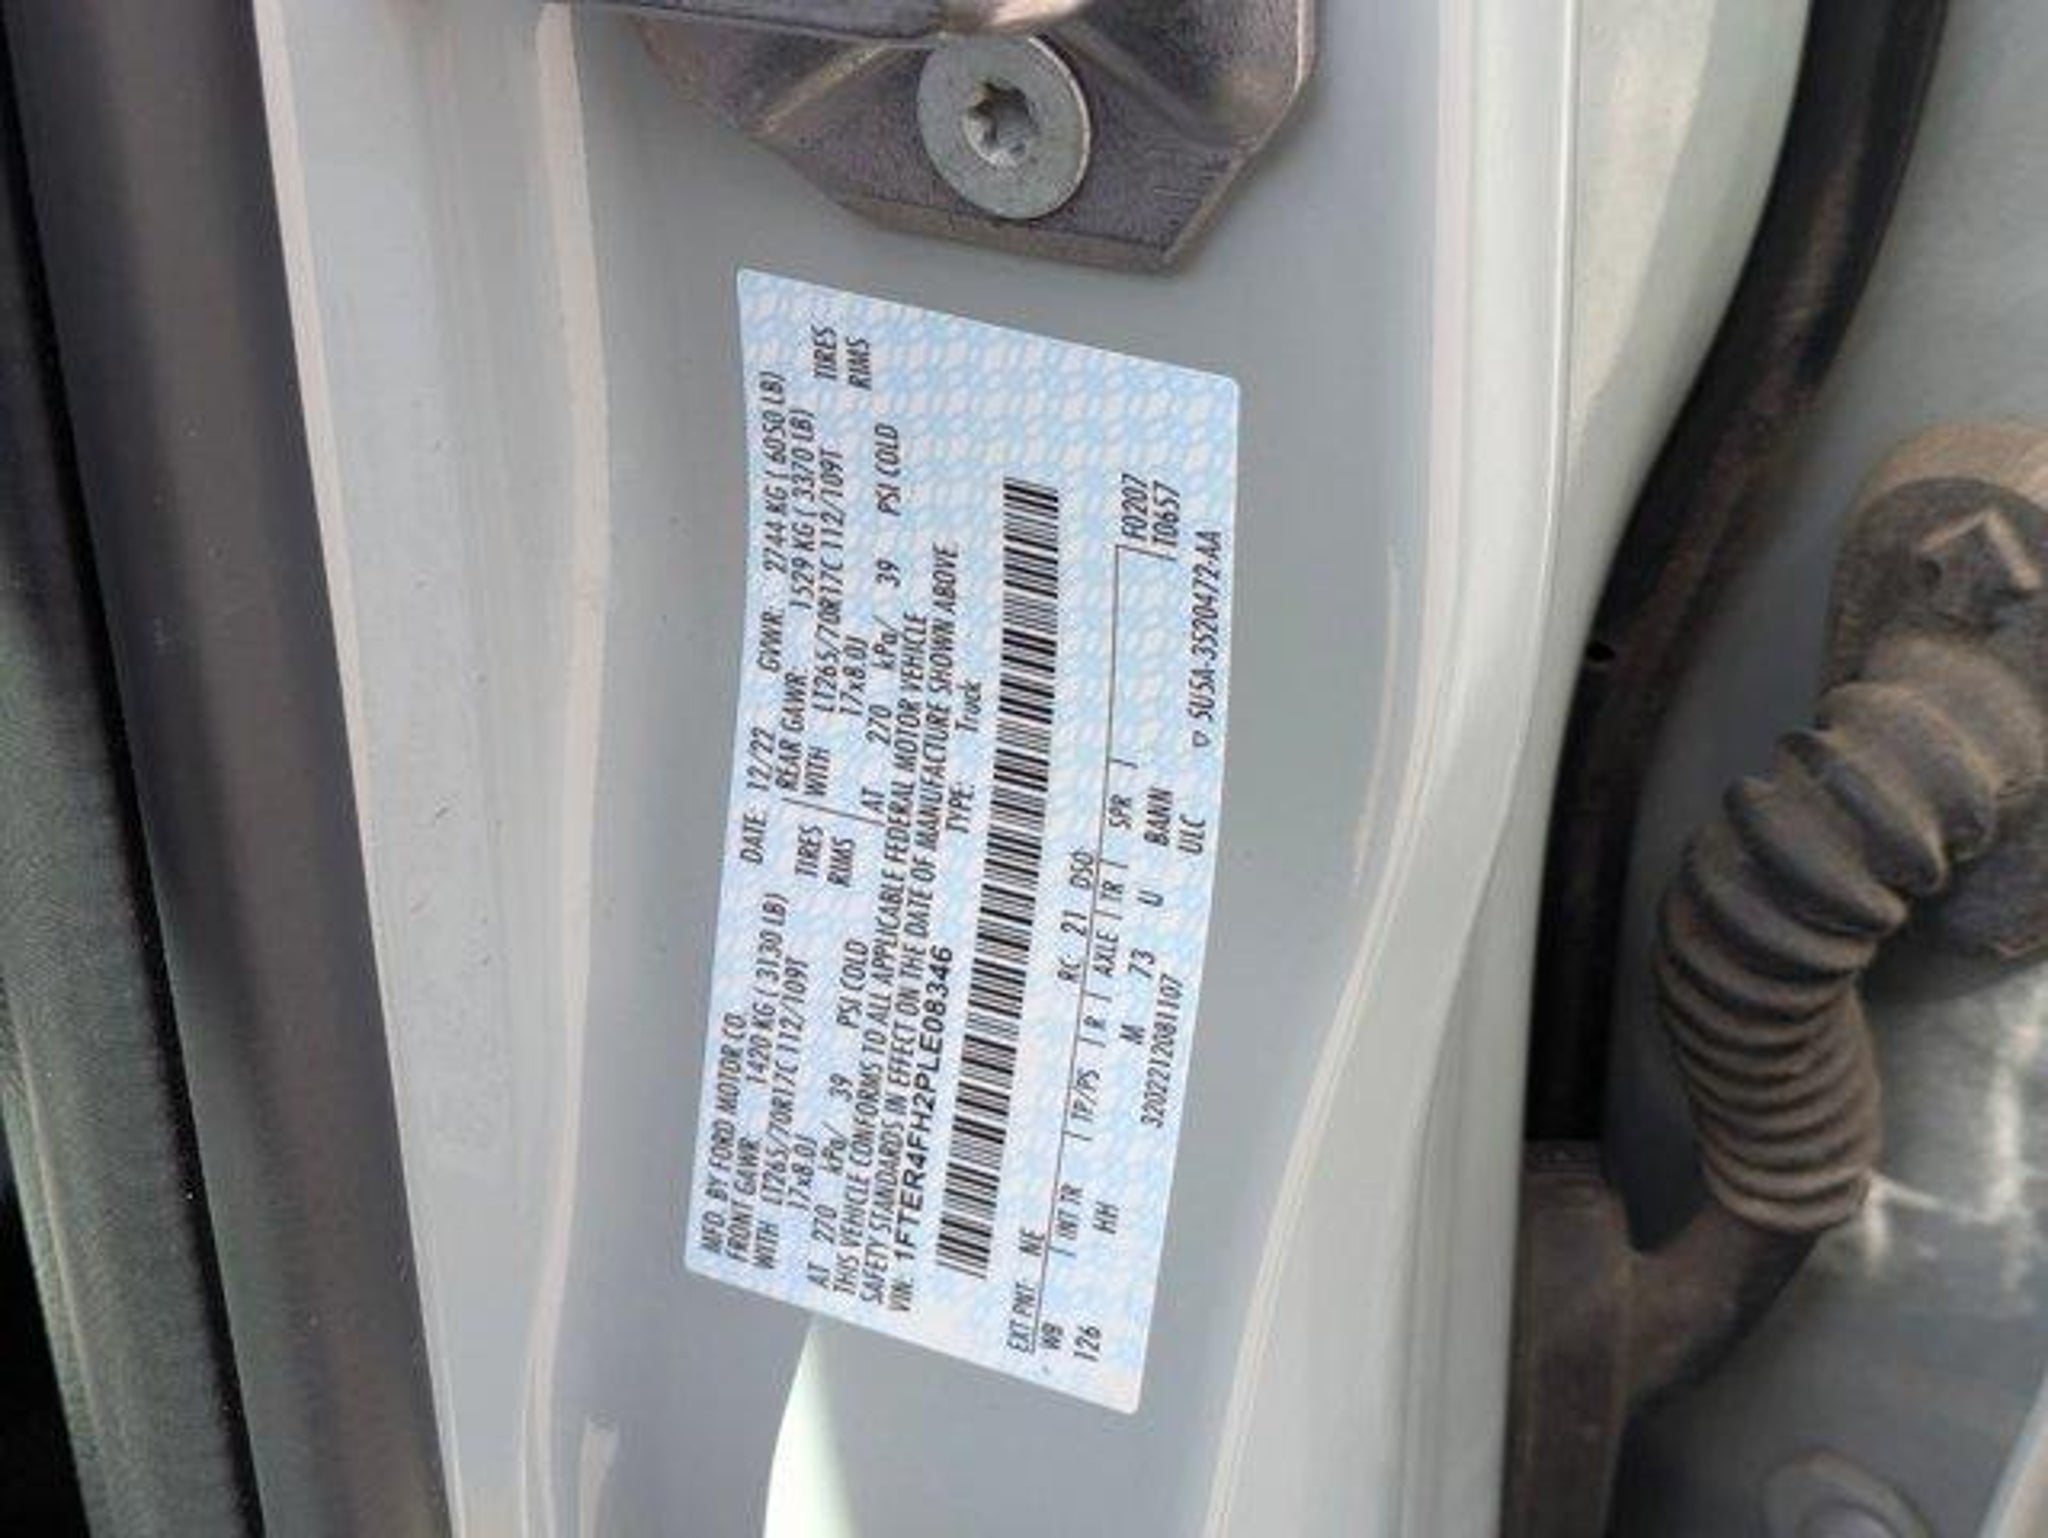 MFD. BY FORD MOTOR CO. DATE: 12/22 GVWR: 2744 KG ( 6050 LB)
FRONT GAWR: 1420 KG ( 3130 LB) REAR GAWR: 1529 KG ( 3370 LB)
WITH LT265/70R17C 112/109T TIRES WITH LT265/70R17C 112/109T TIRES
17x8.0J RIMS 17x8.0J RIMS
AT 270 kPa/ 39 PSI COLD AT 270 kPa/ 39 PSI COLD
THIS VEHICLE CONFORMS TO ALL APPLICABLE FEDERAL MOTOR VEHICLE
SAFETY STANDARDS IN EFFECT ON THE DATE OF MANUFACTURE SHOWN ABOVE
VIN: 1FTER4FH2PLE08346 TYPE: Truck
EXT PNT: NE RC: 21 DSO:
WB INT TR TP/PS R AXLE TR SPR F0207
126 HH M 73 U BANN T0657
3202212081107 ULC ▽ 5U5A-3520472-AA